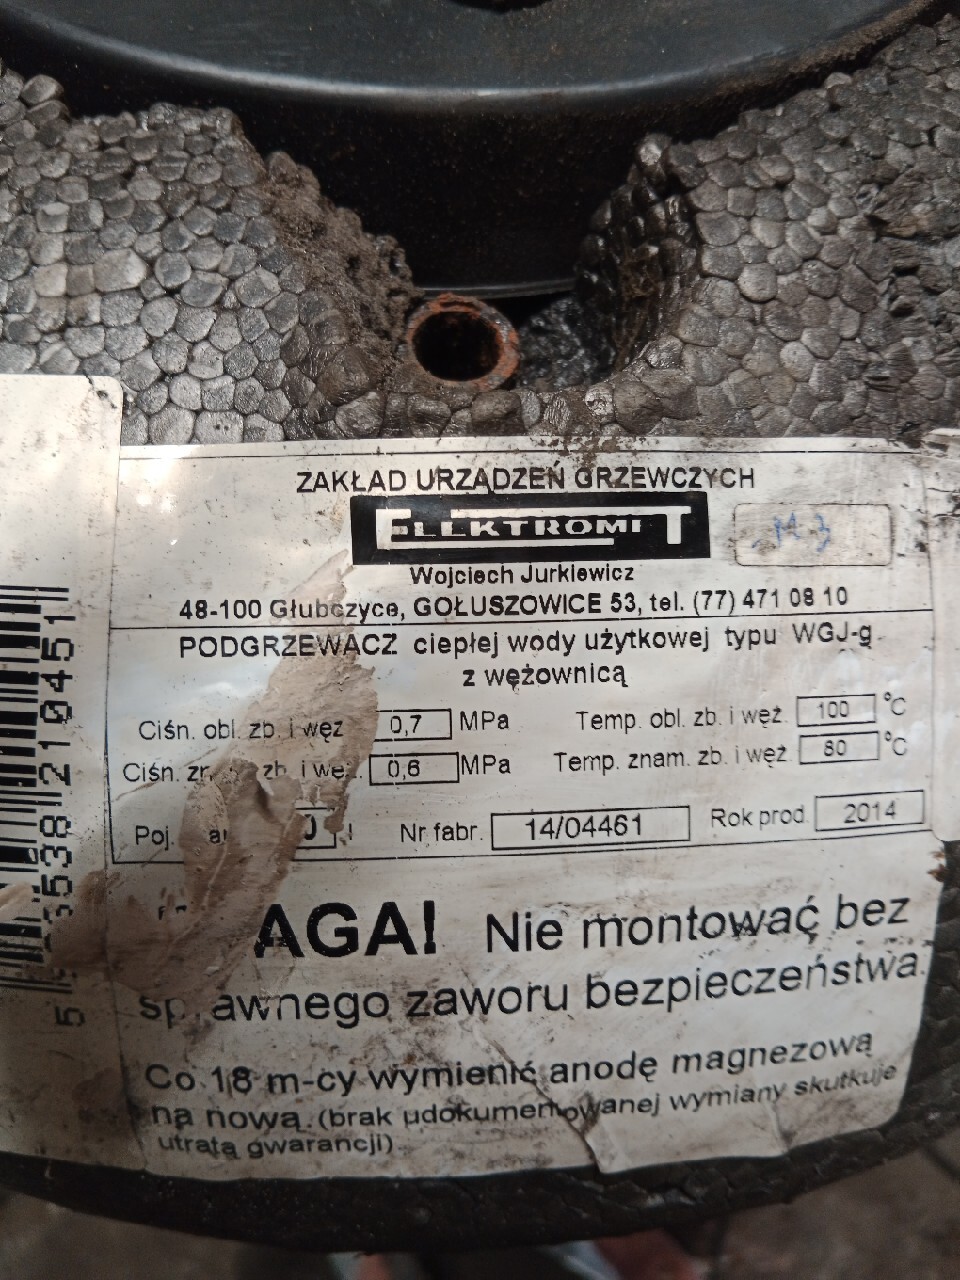 ZAKŁAD URZĄDZEŃ GRZEWCZYCH
ELEKTROMET
M3
Wojciech Jurkiewicz
48-100 Głubczyce, GOŁUSZOWICE 53, tel. (77) 471 08 10
PODGRZEWACZ ciepłej wody użytkowej typu WGJ-g
z wężownicą
Ciśn. obl. zb. i węż 0,7 MPa Temp. obl. zb. i węż. 100 °C
Ciśn. zb. i 0,6 MPa Temp. znam. zb. i węż 80 °C
Poj. Nr fabr. 14/04461 Rok prod. 2014
AGA! Nie montować bez
sprawnego zaworu bezpieczeństwa.
Co 18 m-cy wymienić anodę magnezową
na nową.(brak udokumentowanej wymiany skutkuje
utratą gwarancji)